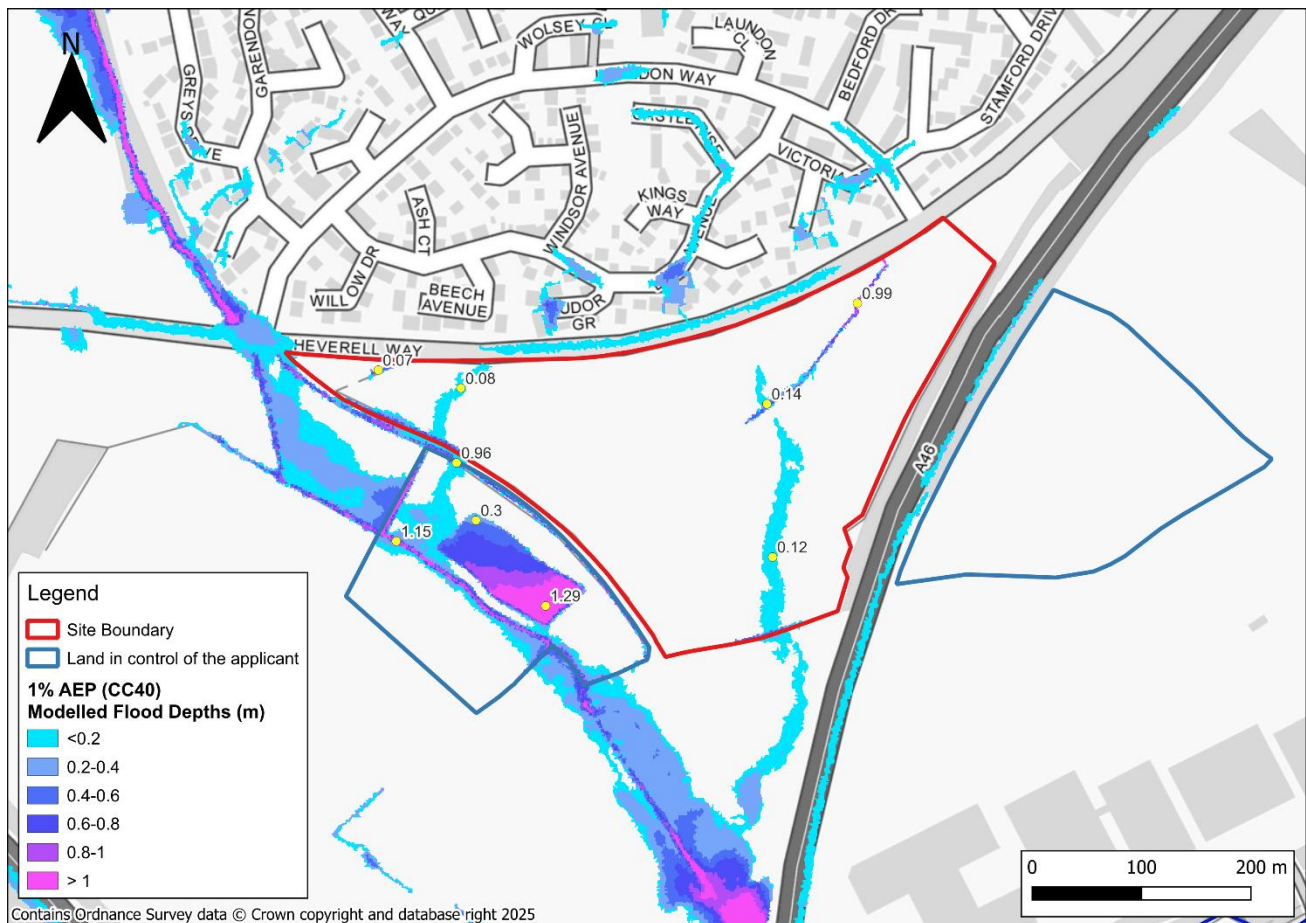 N
WOLSEY CL
LAUNDON
CL
BEDFORD DR
STAMFORD DRIV
GARENDON
WAY
GREYS DRIVE
VICTORIA
KINGS
WAY
AVENUE
WINDSOR AVENUE
ASH CT
WILLOW DR
BEECH
AVENUE
UDOR
GR
HEVERELL WAY
A46
0.99
0.07
0.08
0.14
0.96
0.3
1.15
0.12
1.29
Legend
Site Boundary
Land in control of the applicant
1% AEP (CC40)
Modelled Flood Depths (m)
<0.2
0.2-0.4
0.4-0.6
0.6-0.8
0.8-1
> 1
0 100 200 m
Contains Ordnance Survey data © Crown copyright and database right 2025